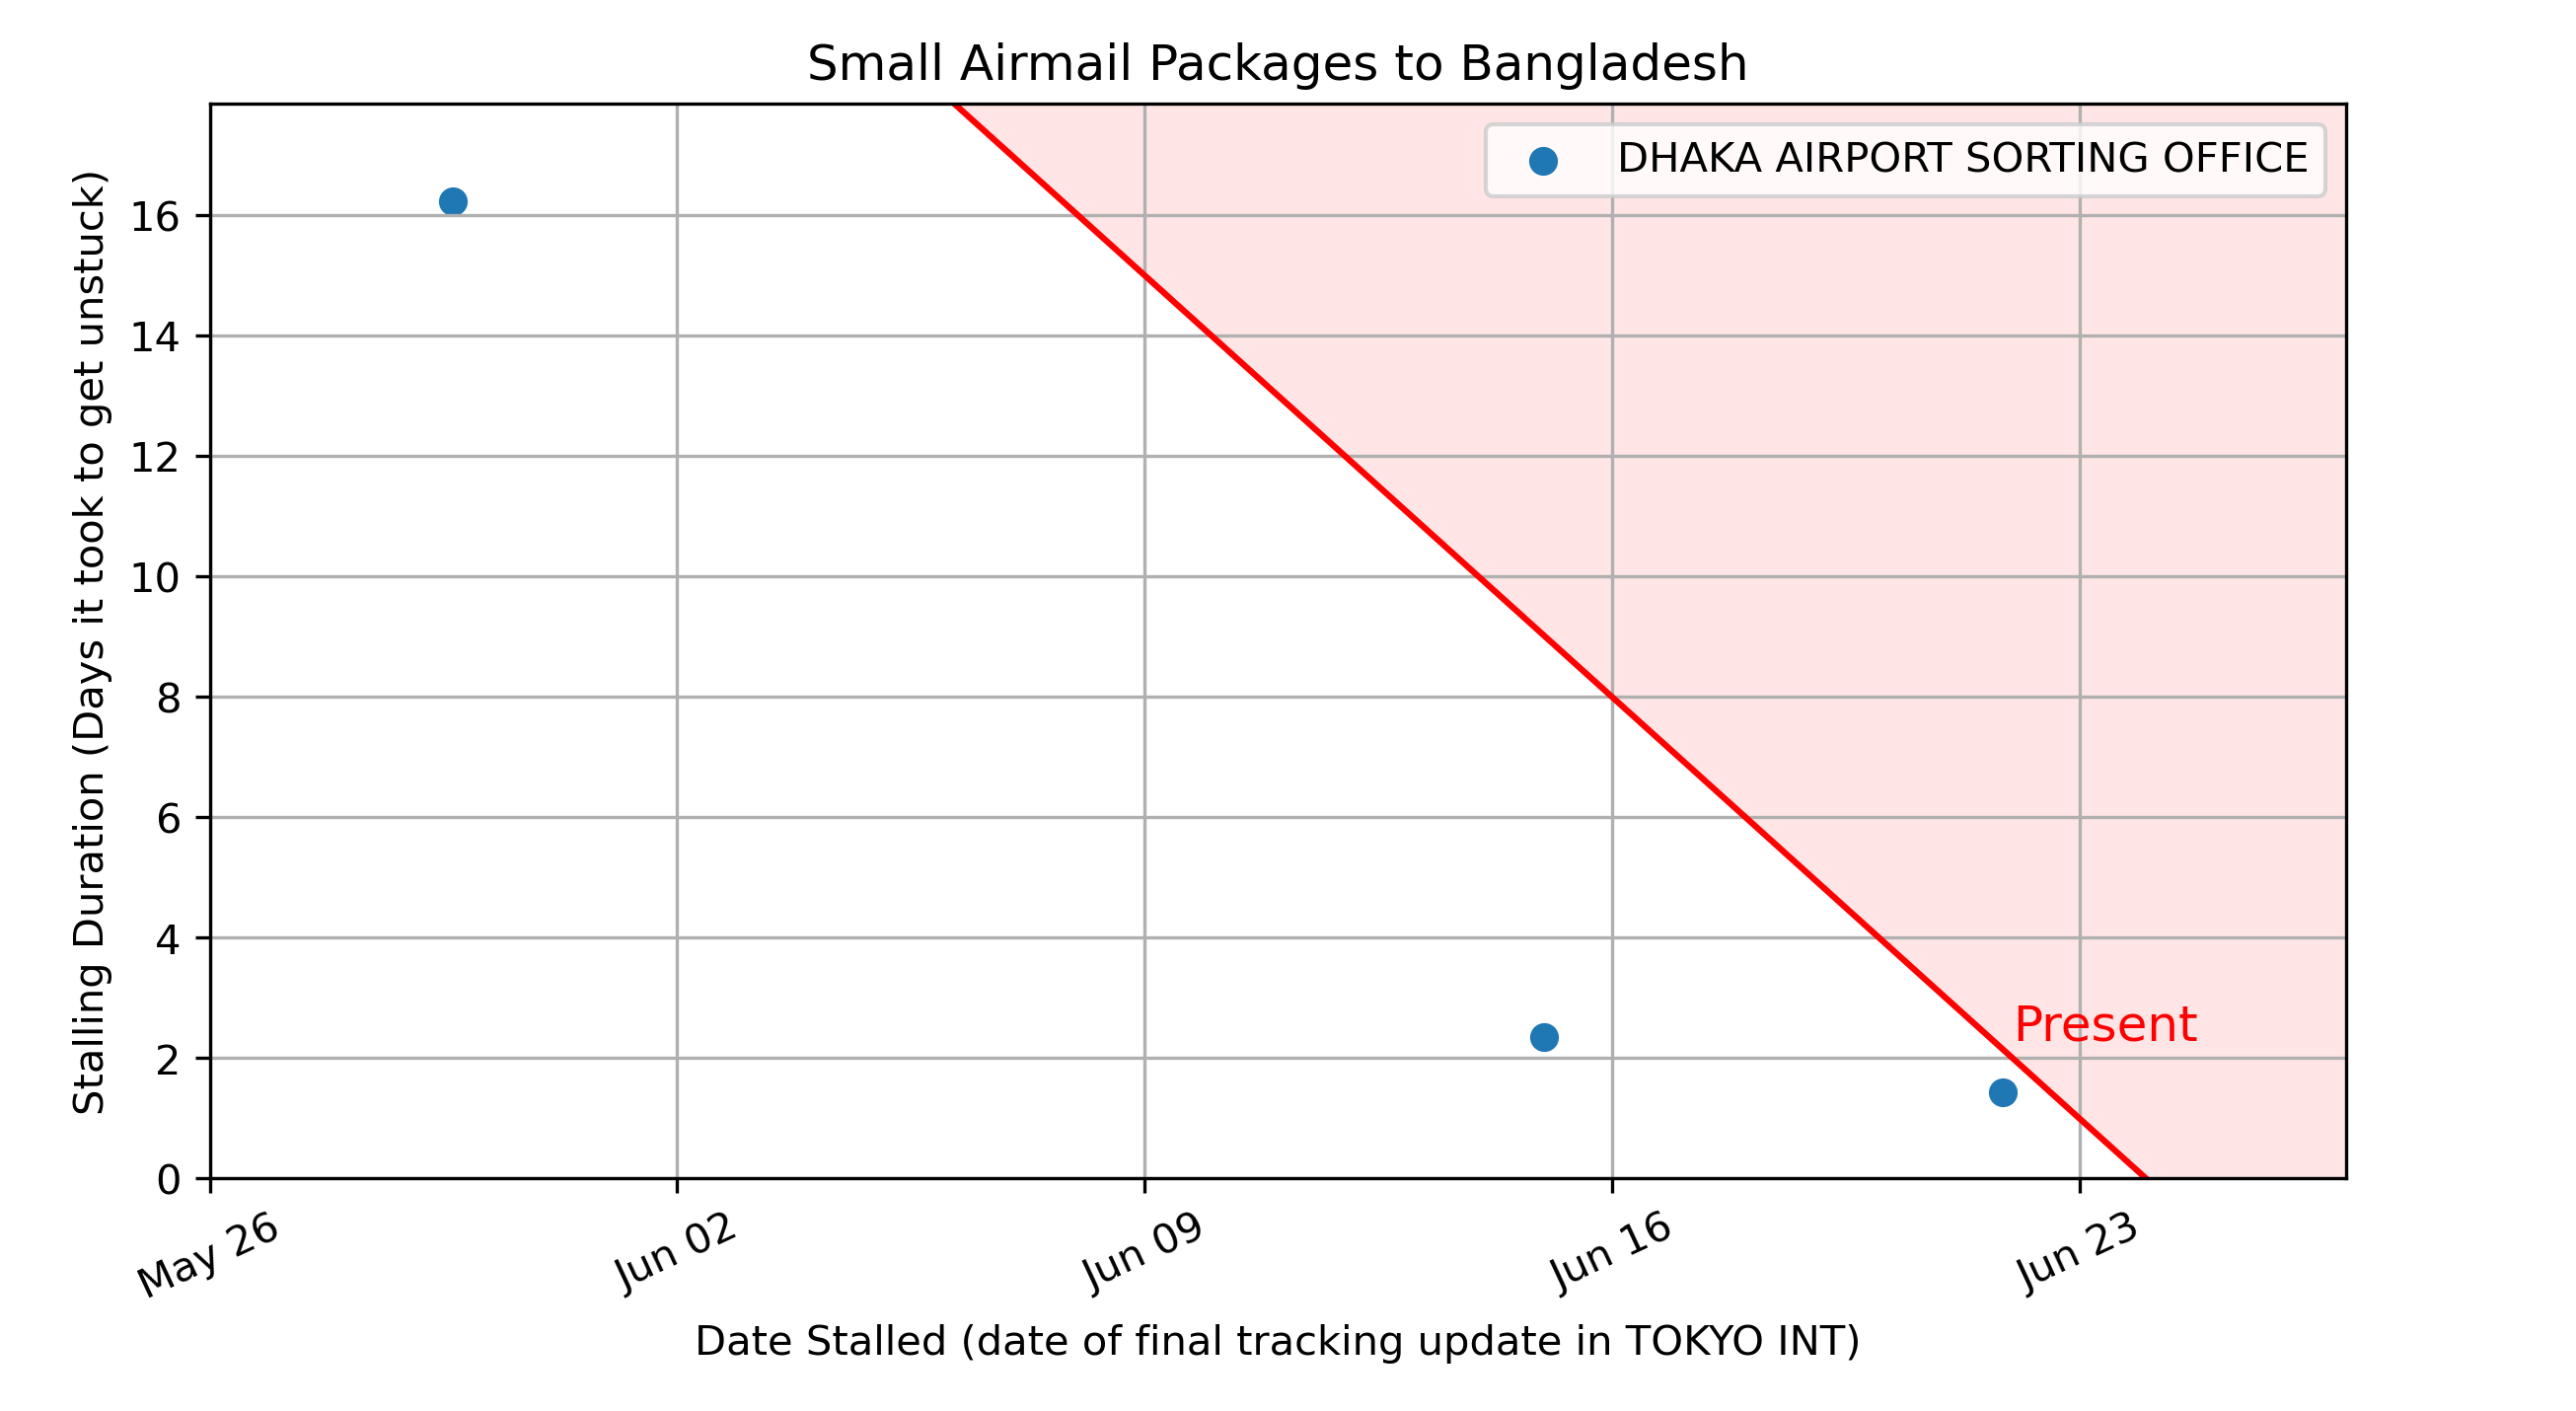 Small Airmail Packages to Bangladesh
DHAKA AIRPORT SORTING OFFICE
Stalling Duration (Days it took to get unstuck)
16
14
12
10
8
6
4
2
0
Present
May 26
Jun 02
Jun 09
Jun 16
Jun 23
Date Stalled (date of final tracking update in TOKYO INT)